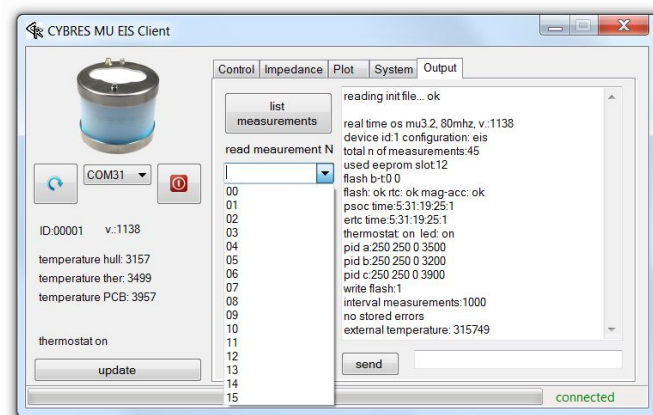 CYBRES MU EIS Client
Control Impedance Plot System Output
list
measurements
read meaurement N
00
01
02
03
04
05
06
07
08
09
10
11
12
13
14
15
reading init file... ok
real time os mu3.2, 80mhz, v.:1138
device id:1 configuration: eis
total n of measurements:45
used eeprom slot:12
flash b-t:0 0
flash: ok rtc: ok mag-acc: ok
psoc time:5:31:19:25:1
ertc time:5:31:19:25:1
thermostat: on led: on
pid a:250 250 0 3500
pid b:250 250 0 3200
pid c:250 250 0 3900
write flash:1
interval measurements:1000
no stored errors
external temperature: 315749
send
COM31
ID:00001 v.:1138
temperature hull: 3157
temperature ther: 3499
temperature PCB: 3957
thermostat on
update
connected